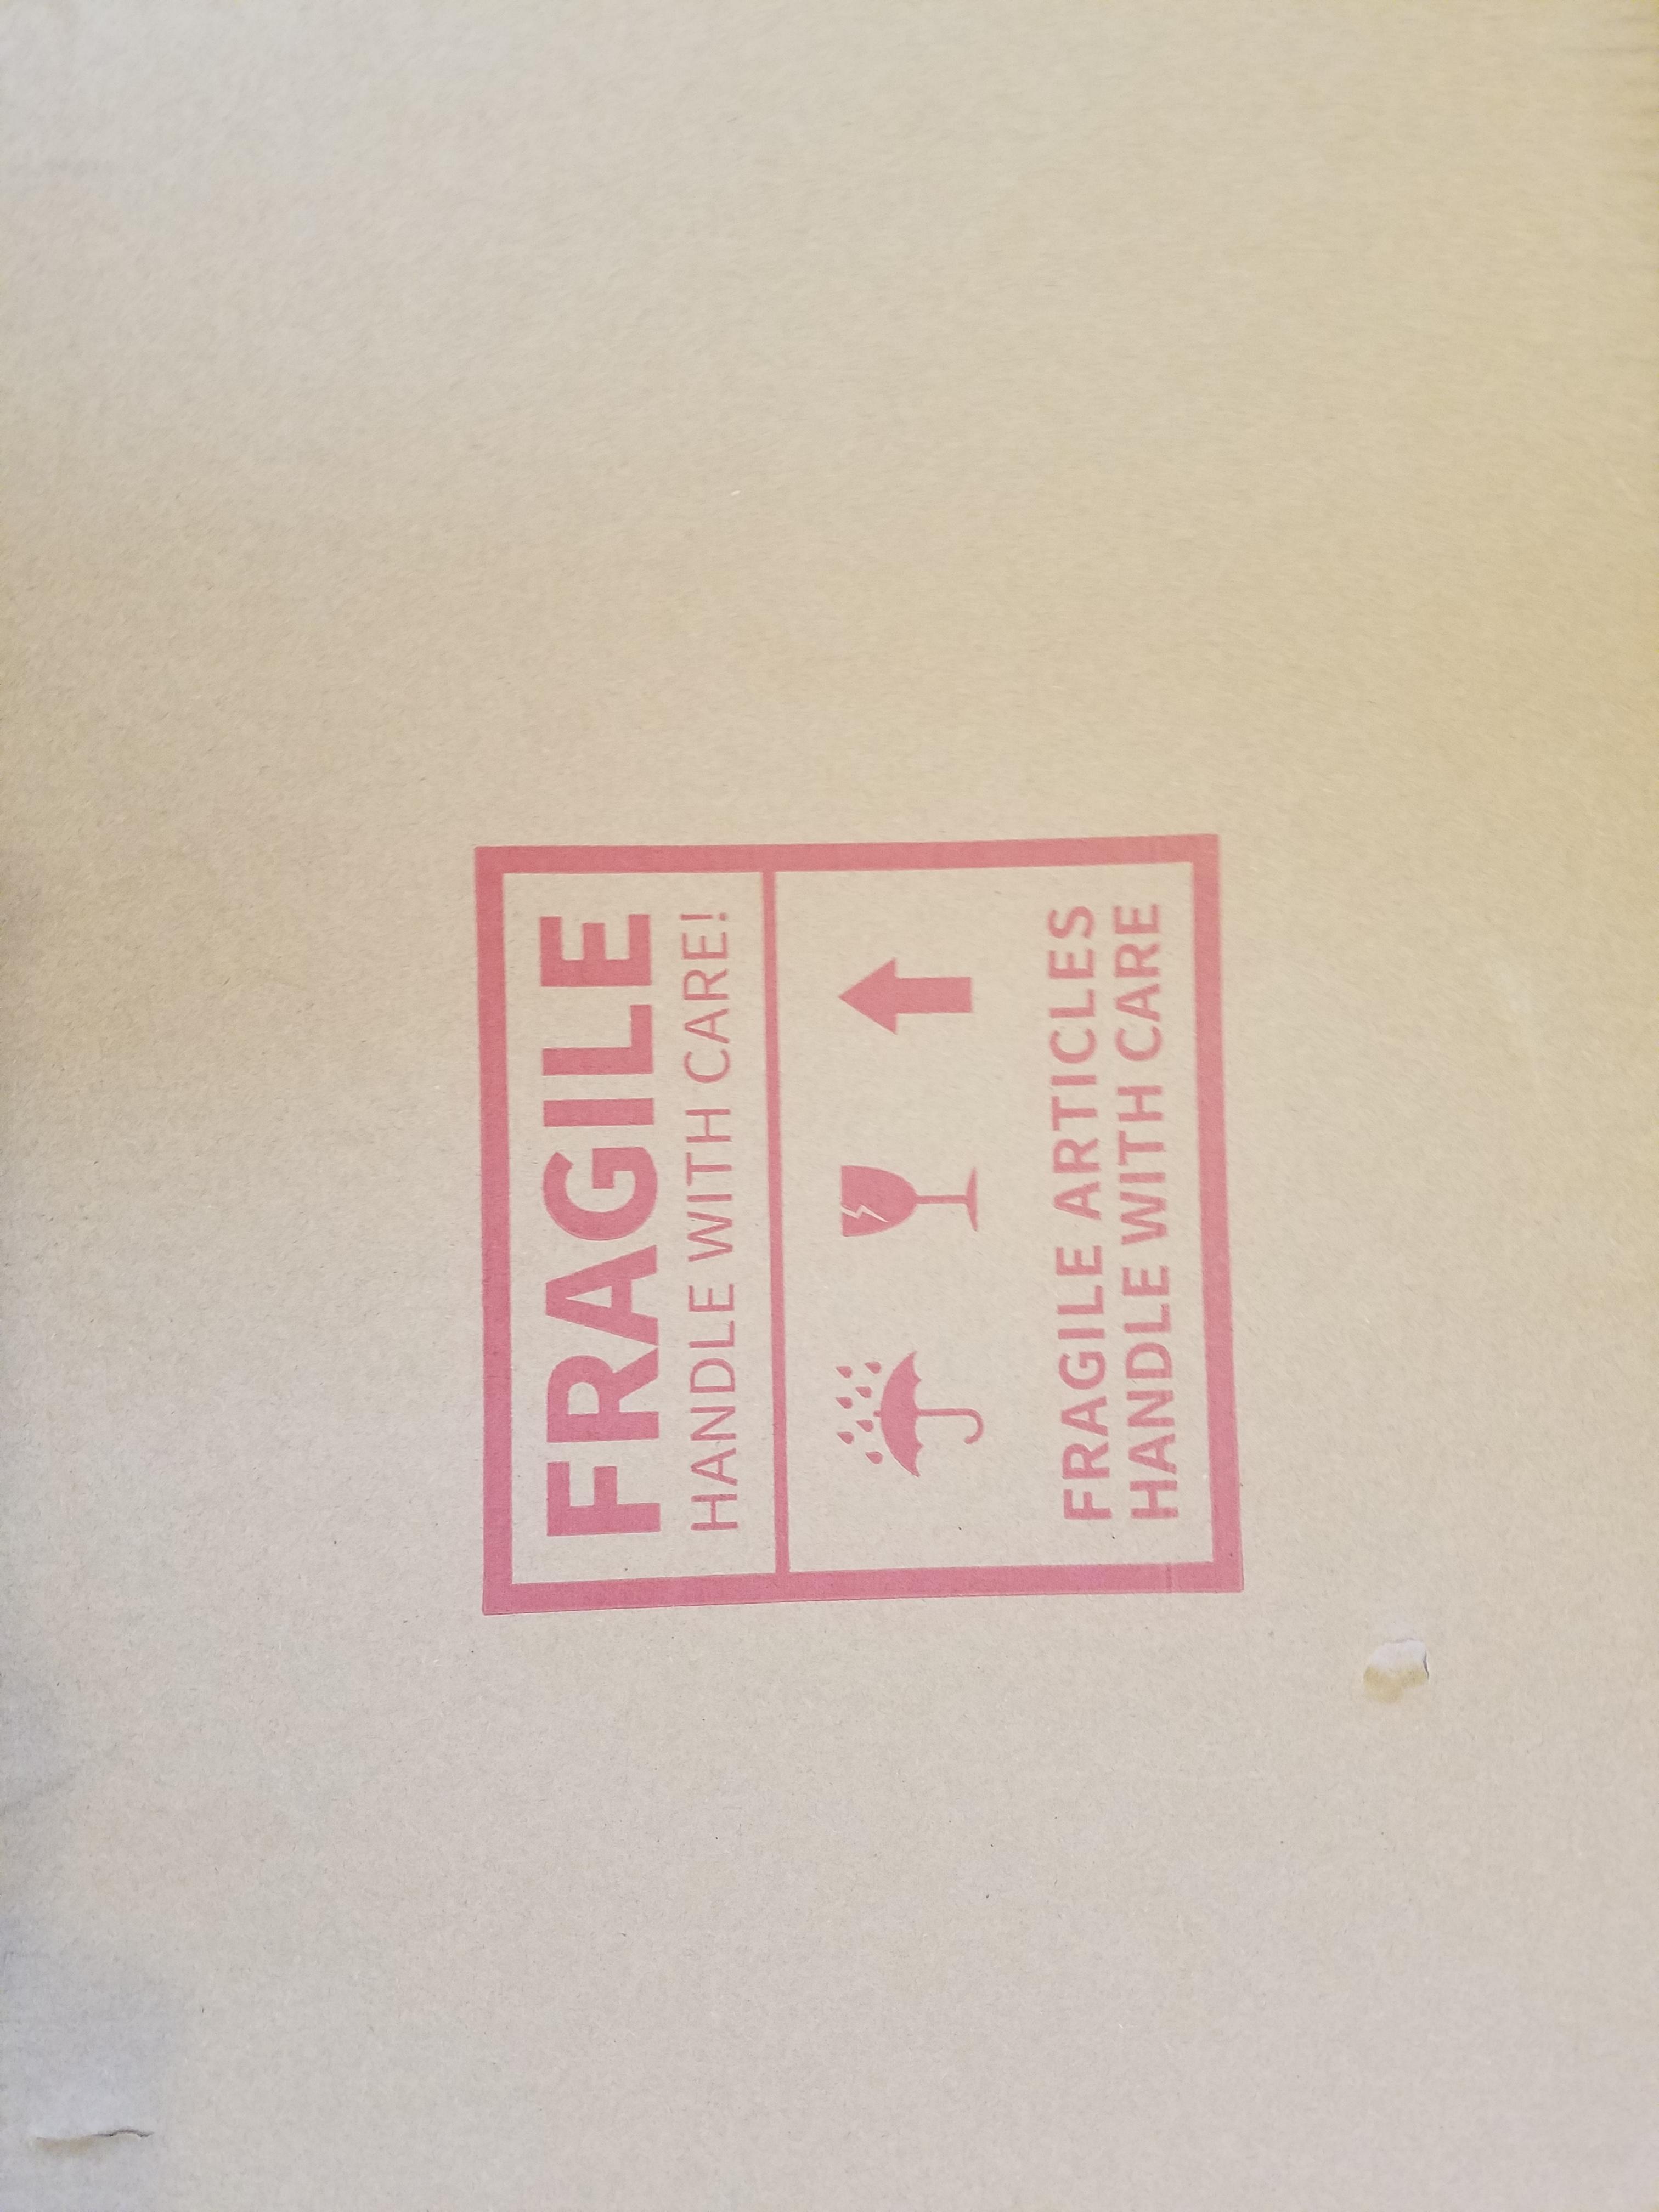 FRAGILE
HANDLE WITH CARE!
FRAGILE ARTICLES
HANDLE WITH CARE